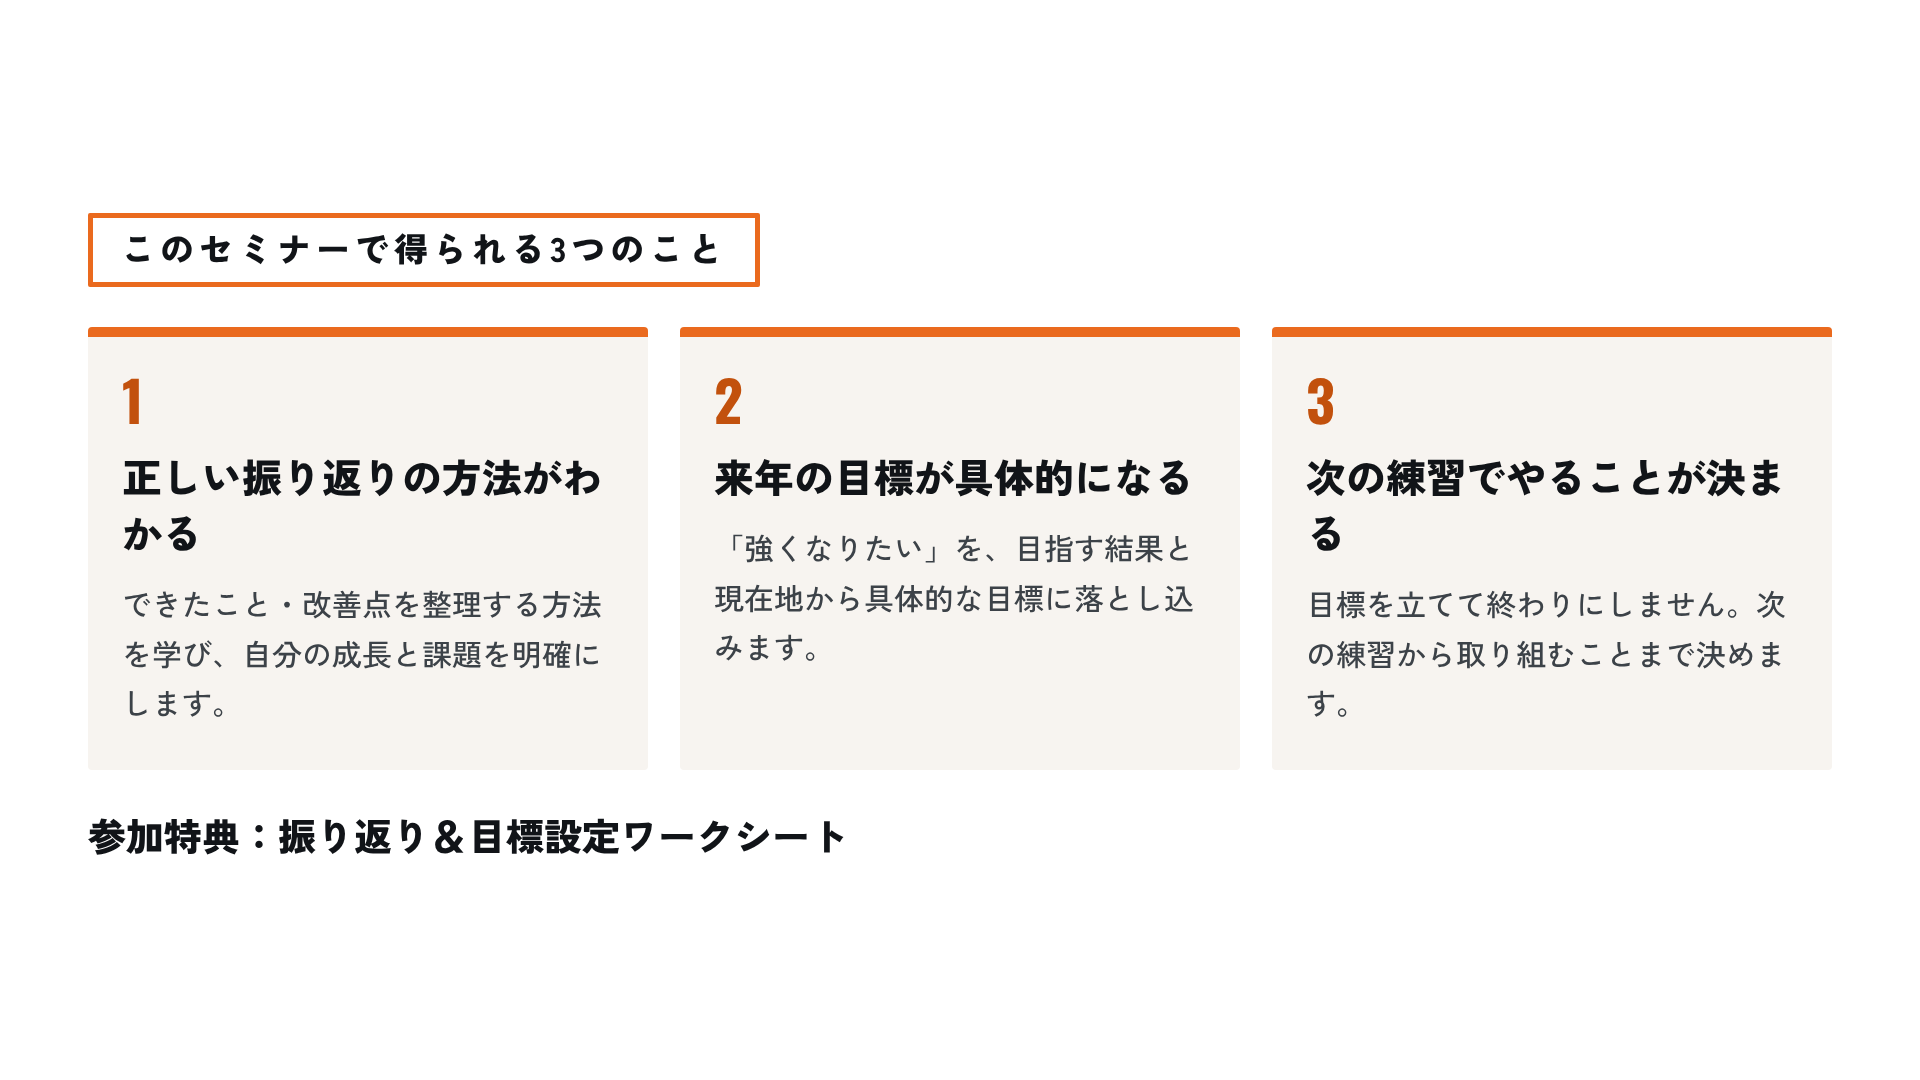 このセミナーで得られる3つのこと
1
正しい振り返りの方法がわ
かる
できたこと・改善点を整理する方法
を学び、自分の成長と課題を明確に
します。
2
来年の目標が具体的になる
「強くなりたい」を、目指す結果と
現在地から具体的な目標に落とし込
みます。
3
次の練習でやることが決ま
る
目標を立てて終わりにしません。次
の練習から取り組むことまで決めま
す。
参加特典：振り返り＆目標設定ワークシート